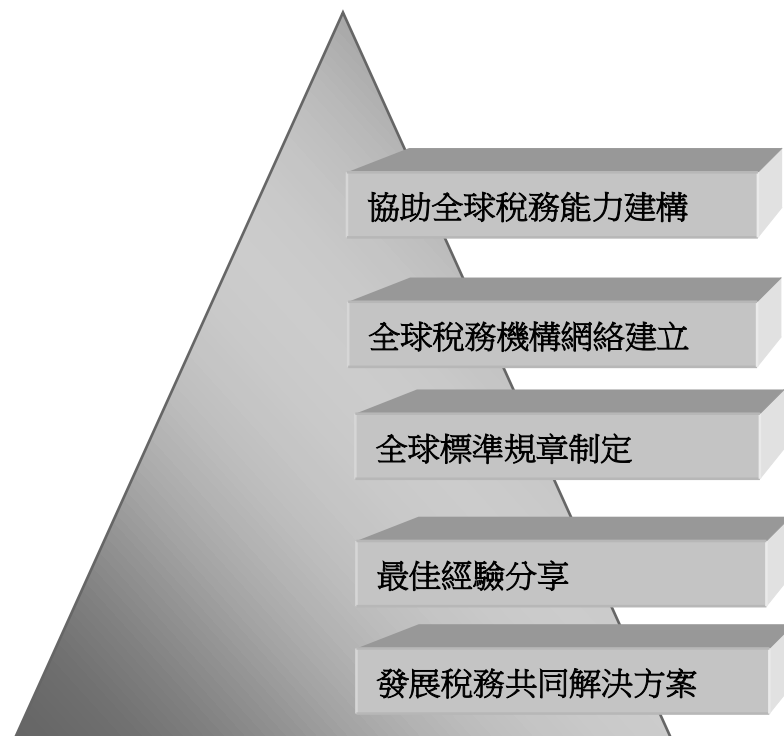 協助全球稅務能力建構
全球稅務機構網絡建立
全球標準規章制定
最佳經驗分享
發展稅務共同解決方案